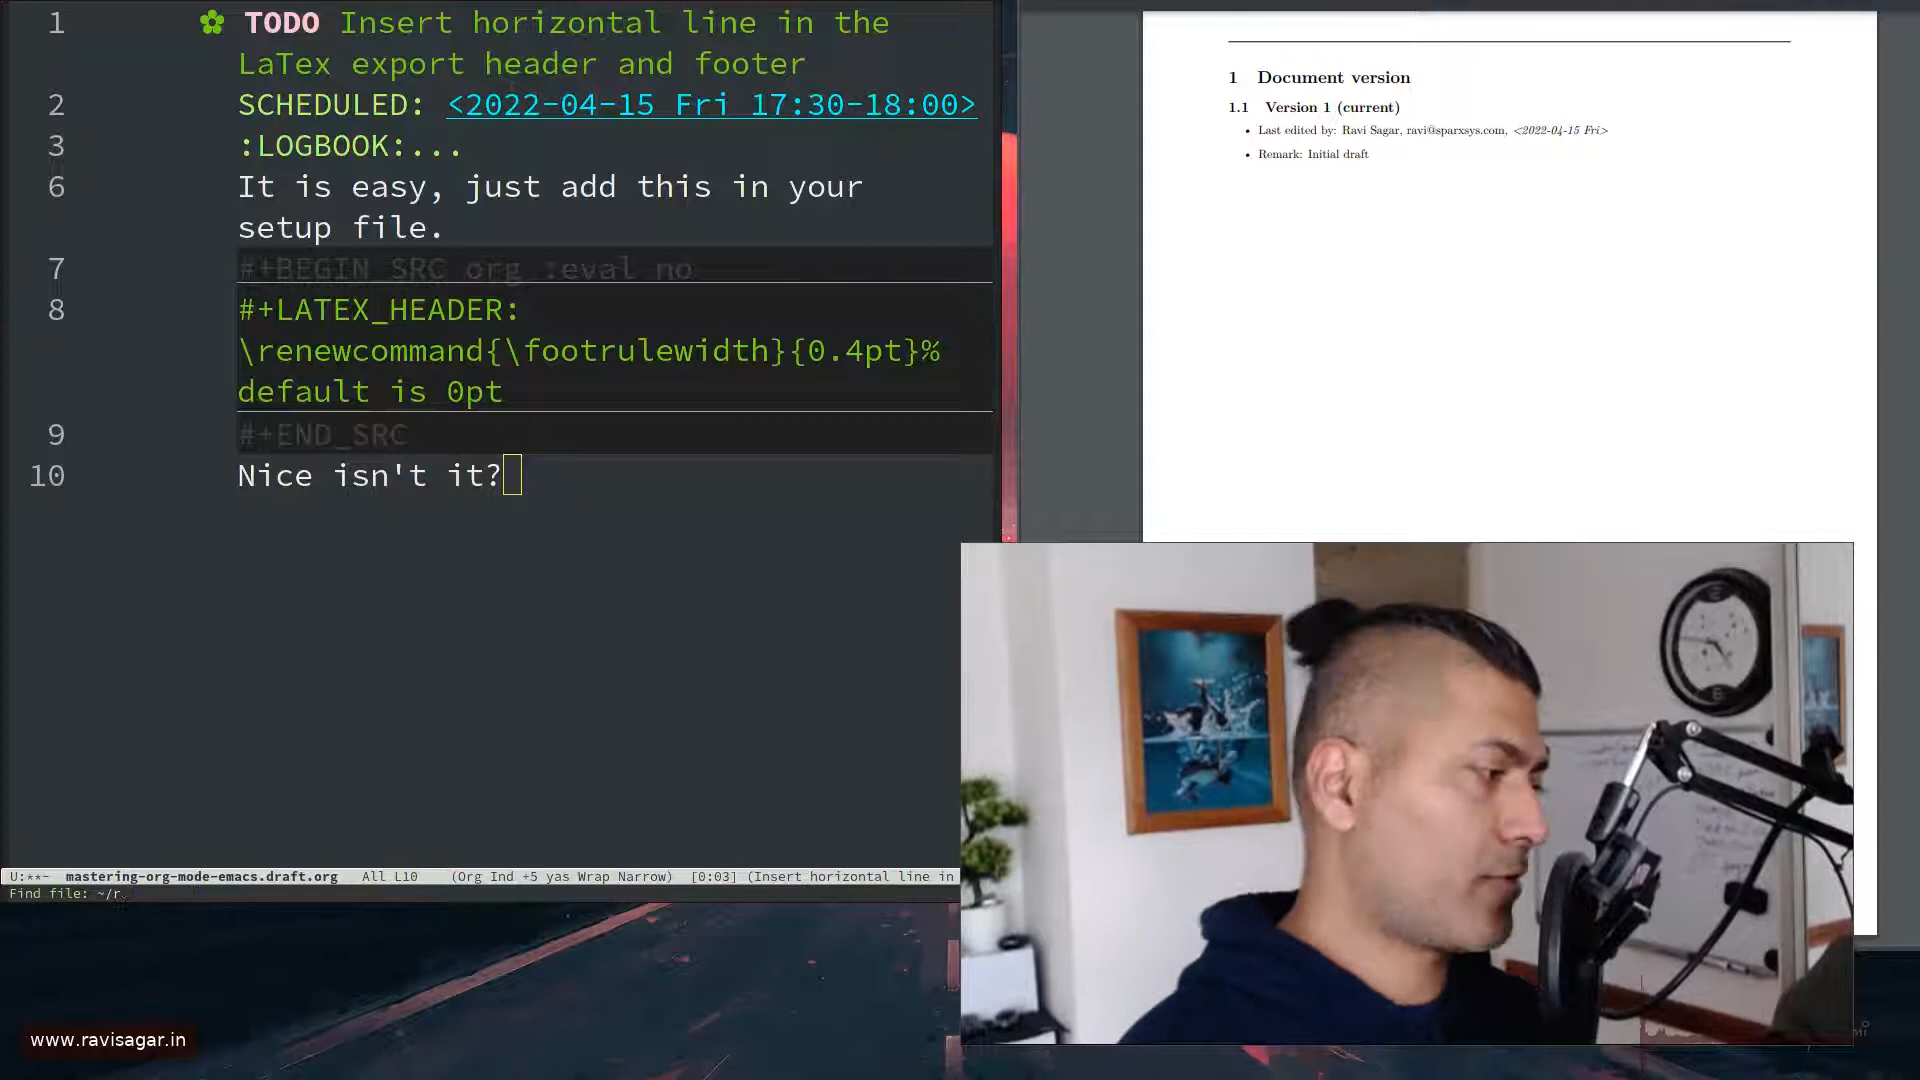 1 TODO Insert horizontal line in the
LaTex export header and footer
2 SCHEDULED: <2022-04-15 Fri 17:30-18:00>
3 :LOGBOOK:...
6 It is easy, just add this in your
setup file.
7 #+BEGIN_SRC org :eval no
8 #+LATEX_HEADER:
\renewcommand{\footrulewidth}{0.4pt}%
default is 0pt
9 #+END_SRC
10 Nice isn't it?
U:**- mastering-org-mode-emacs.draft.org All L10 (Org Ind +5 yas Wrap Narrow) [0:03] (Insert horizontal line in
Find file: ~/r
1 Document version
1.1 Version 1 (current)
• Last edited by: Ravi Sagar, ravi@sparxsys.com, <2022-04-15 Fri>
• Remark: Initial draft
www.ravisagar.in